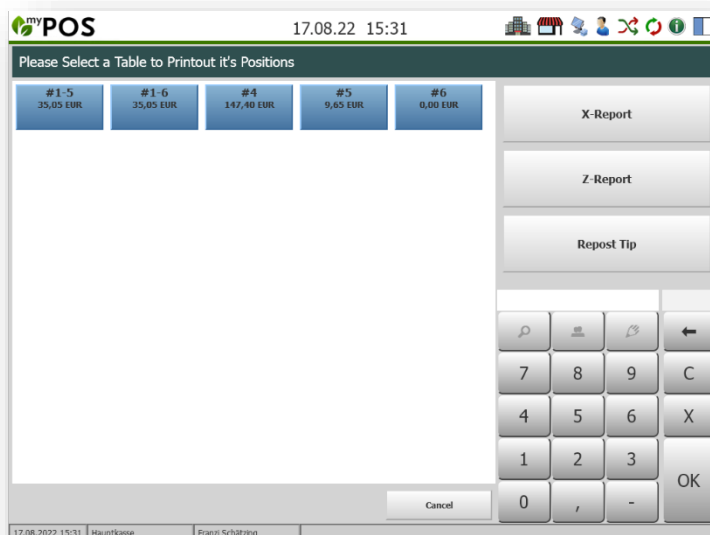 myPOS
17.08.22 15:31
Please Select a Table to Printout it's Positions
#1-5
35,05 EUR
#1-6
35,05 EUR
#4
147,40 EUR
#5
9,65 EUR
#6
0,00 EUR
X-Report
Z-Report
Repost Tip
7 8 9 C
4 5 6 X
1 2 3
OK
0 , -
Cancel
17.08.2022 15:31 Hauptkasse Franzi Schätzing